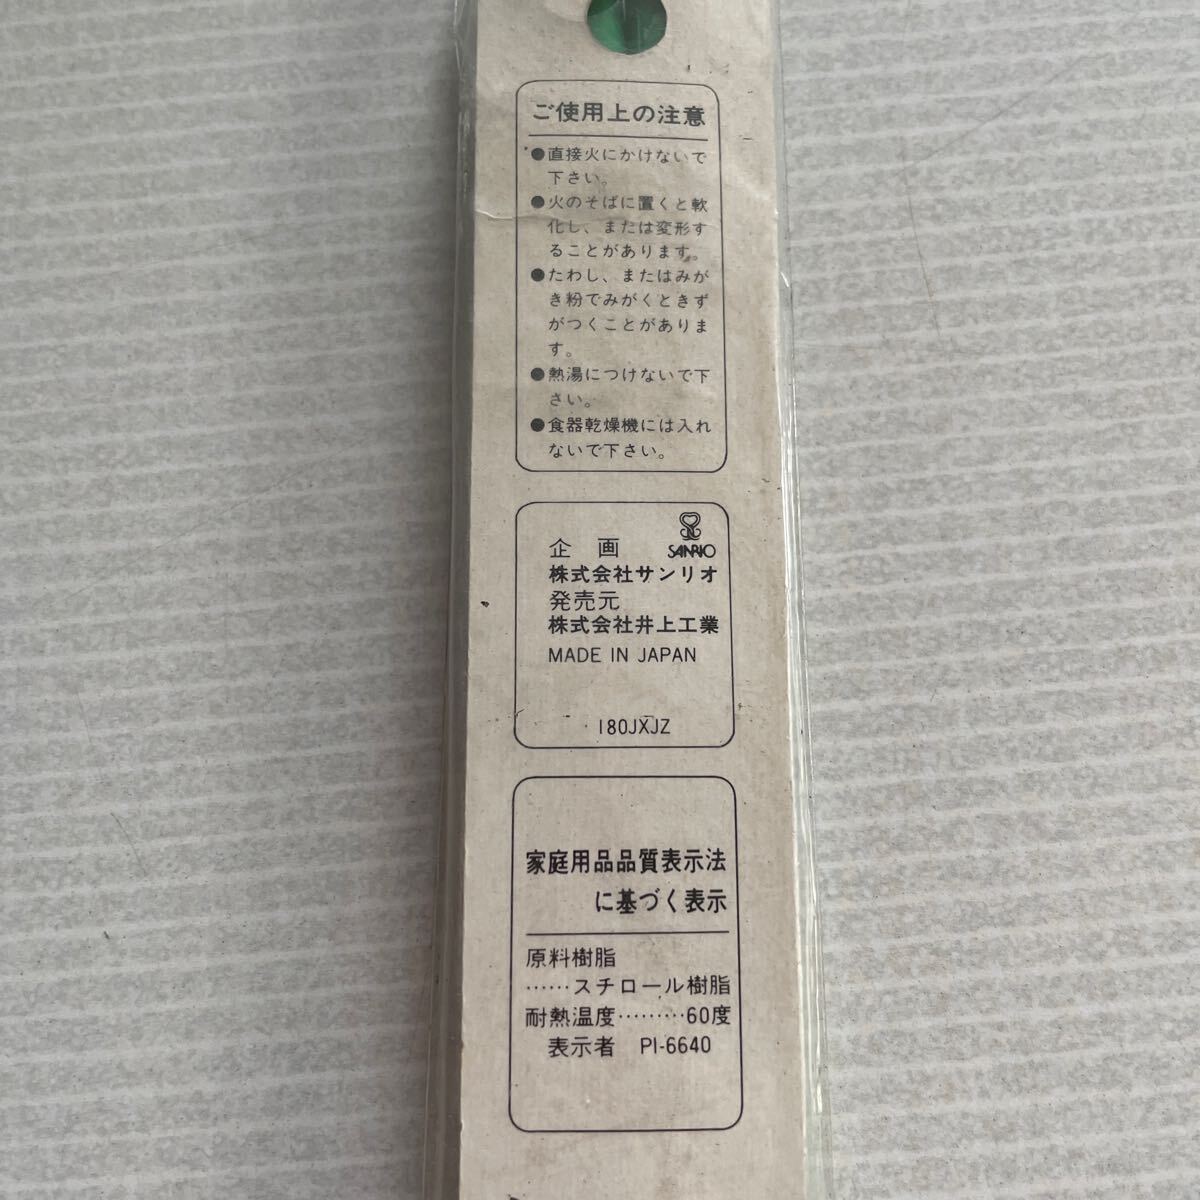 ご使用上の注意
●直接火にかけないで
下さい。
●火のそばに置くと軟
化し、または変形す
ることがあります。
●たわし、またはみが
き粉でみがくときず
がつくことがありま
す。
●熱湯につけないで下
さい。
●食器乾燥機には入れ
ないで下さい。
企 画 SANRIO
株式会社サンリオ
発売元
株式会社井上工業
MADE IN JAPAN
180JXJZ
家庭用品品質表示法
に基づく表示
原料樹脂
……スチロール樹脂
耐熱温度………60度
表示者 PI-6640